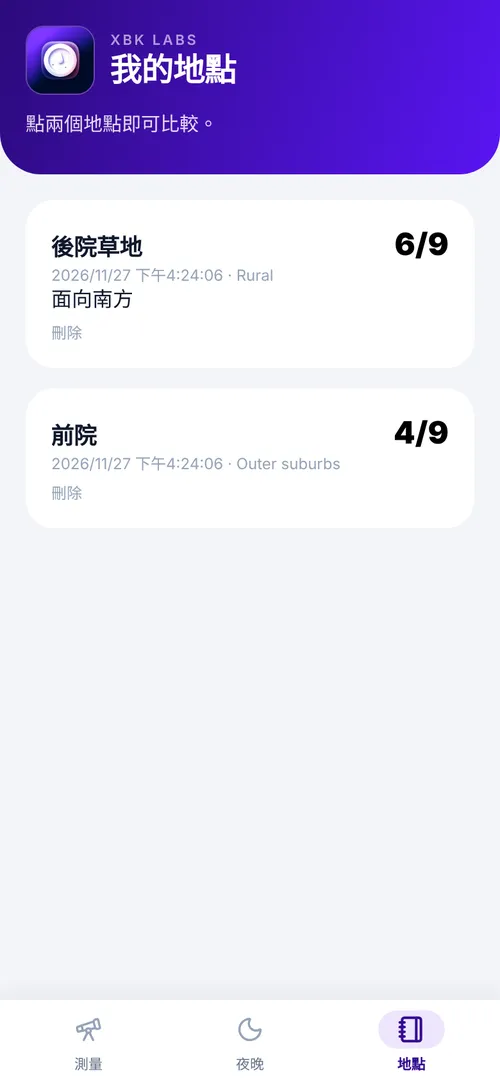 XBK LABS
我的地點
點兩個地點即可比較。
後院草地
6/9
2026/11/27 下午4:24:06 · Rural
面向南方
刪除
前院
4/9
2026/11/27 下午4:24:06 · Outer suburbs
刪除
測量
夜晚
地點